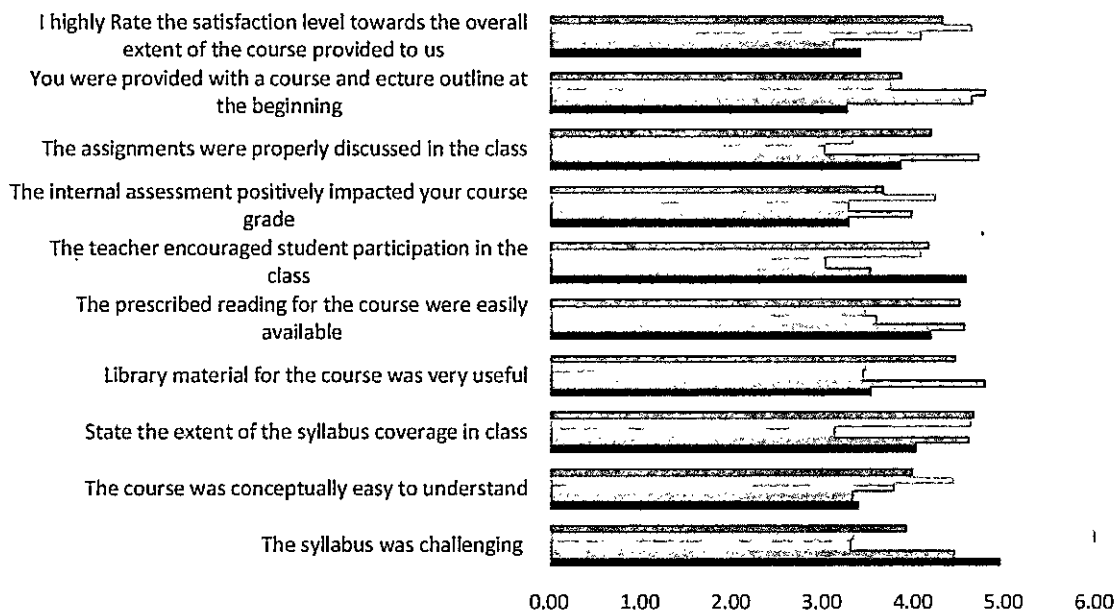 I highly Rate the satisfaction level towards the overall
extent of the course provided to us
You were provided with a course and ecture outline at
the beginning
The assignments were properly discussed in the class
The internal assessment positively impacted your course
grade
The teacher encouraged student participation in the
class
The prescribed reading for the course were easily
available
Library material for the course was very useful
State the extent of the syllabus coverage in class
The course was conceptually easy to understand
The syllabus was challenging
0.00 1.00 2.00 3.00 4.00 5.00 6.00